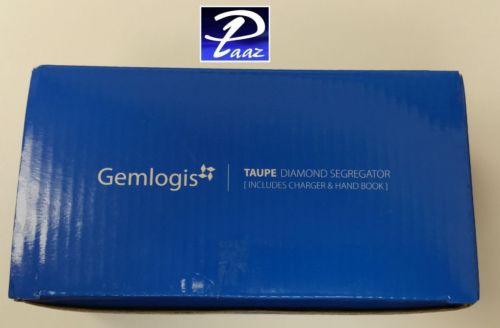 Paaz
Gemlogis
TAUPE DIAMOND SEGREGATOR
[ INCLUDES CHARGER & HAND BOOK ]